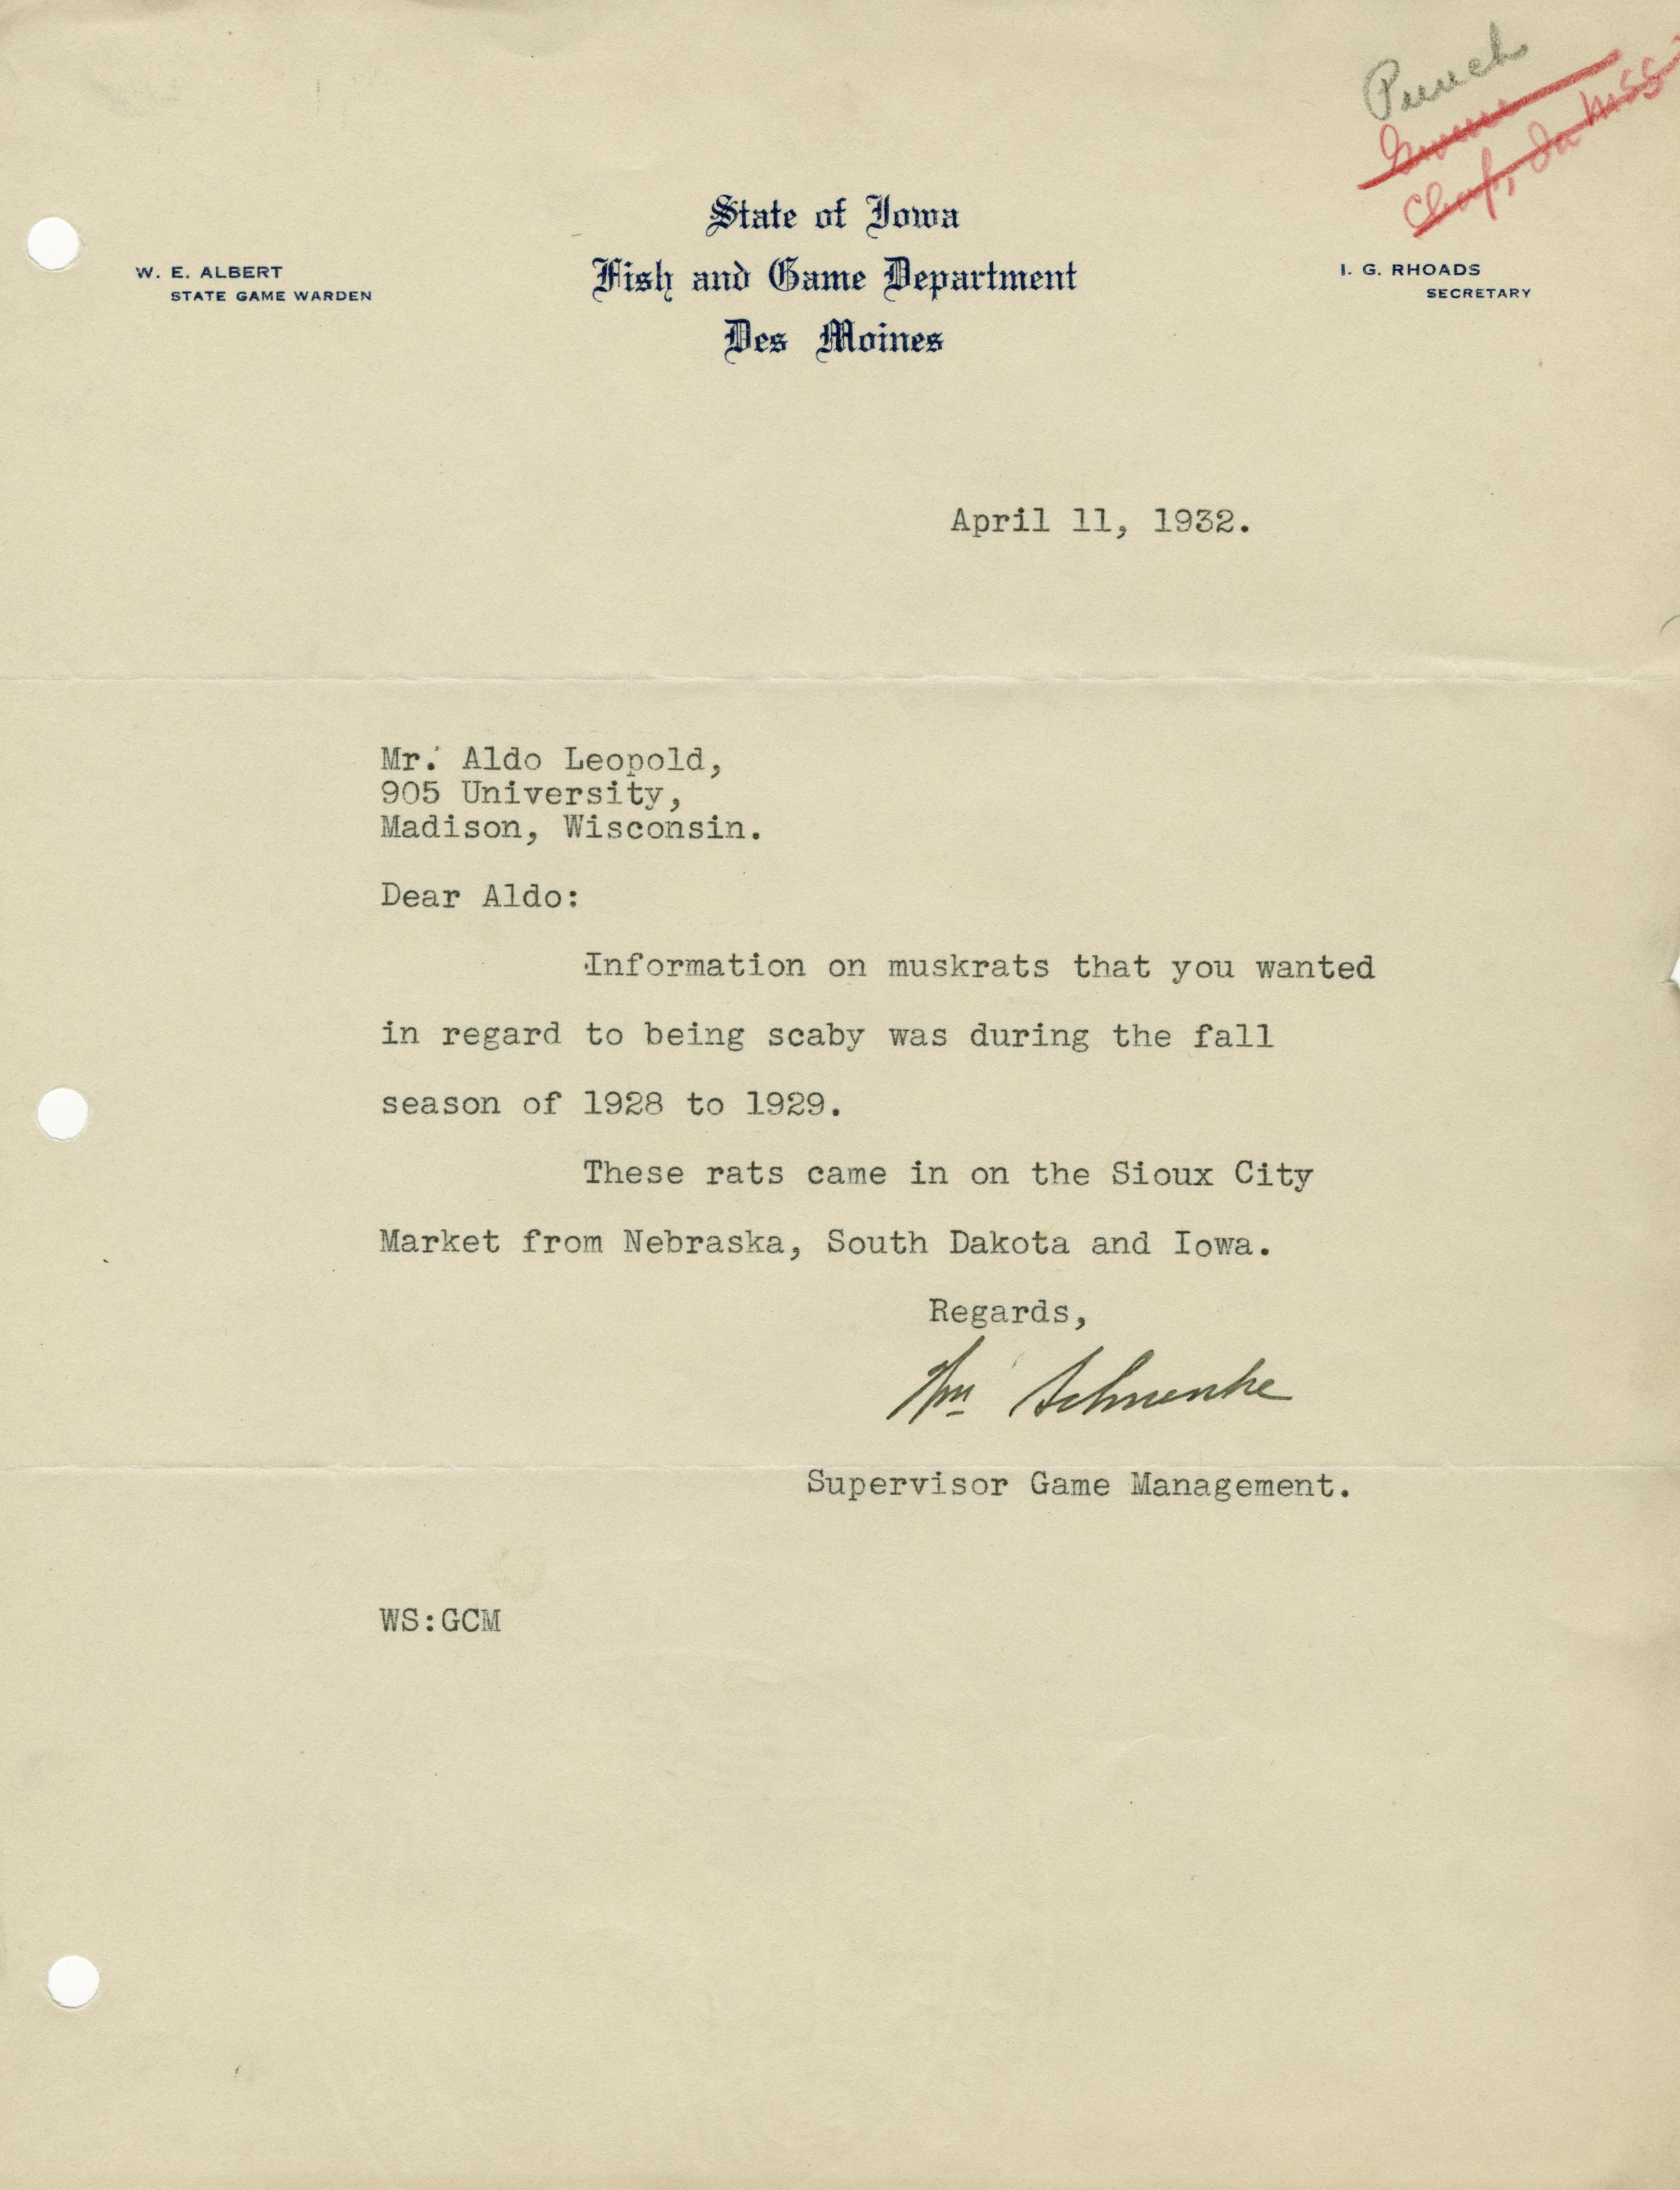 Punch
State of Iowa
Fish and Game Department
Des Moines
W. E. ALBERT
STATE GAME WARDEN
I. G. RHOADS
SECRETARY
April 11, 1932.
Mr. Aldo Leopold,
905 University,
Madison, Wisconsin.
Dear Aldo:
Information on muskrats that you wanted
in regard to being scaby was during the fall
season of 1928 to 1929.
These rats came in on the Sioux City
Market from Nebraska, South Dakota and Iowa.
Regards,
Wm Schuenke
Supervisor Game Management.
WS:GCM